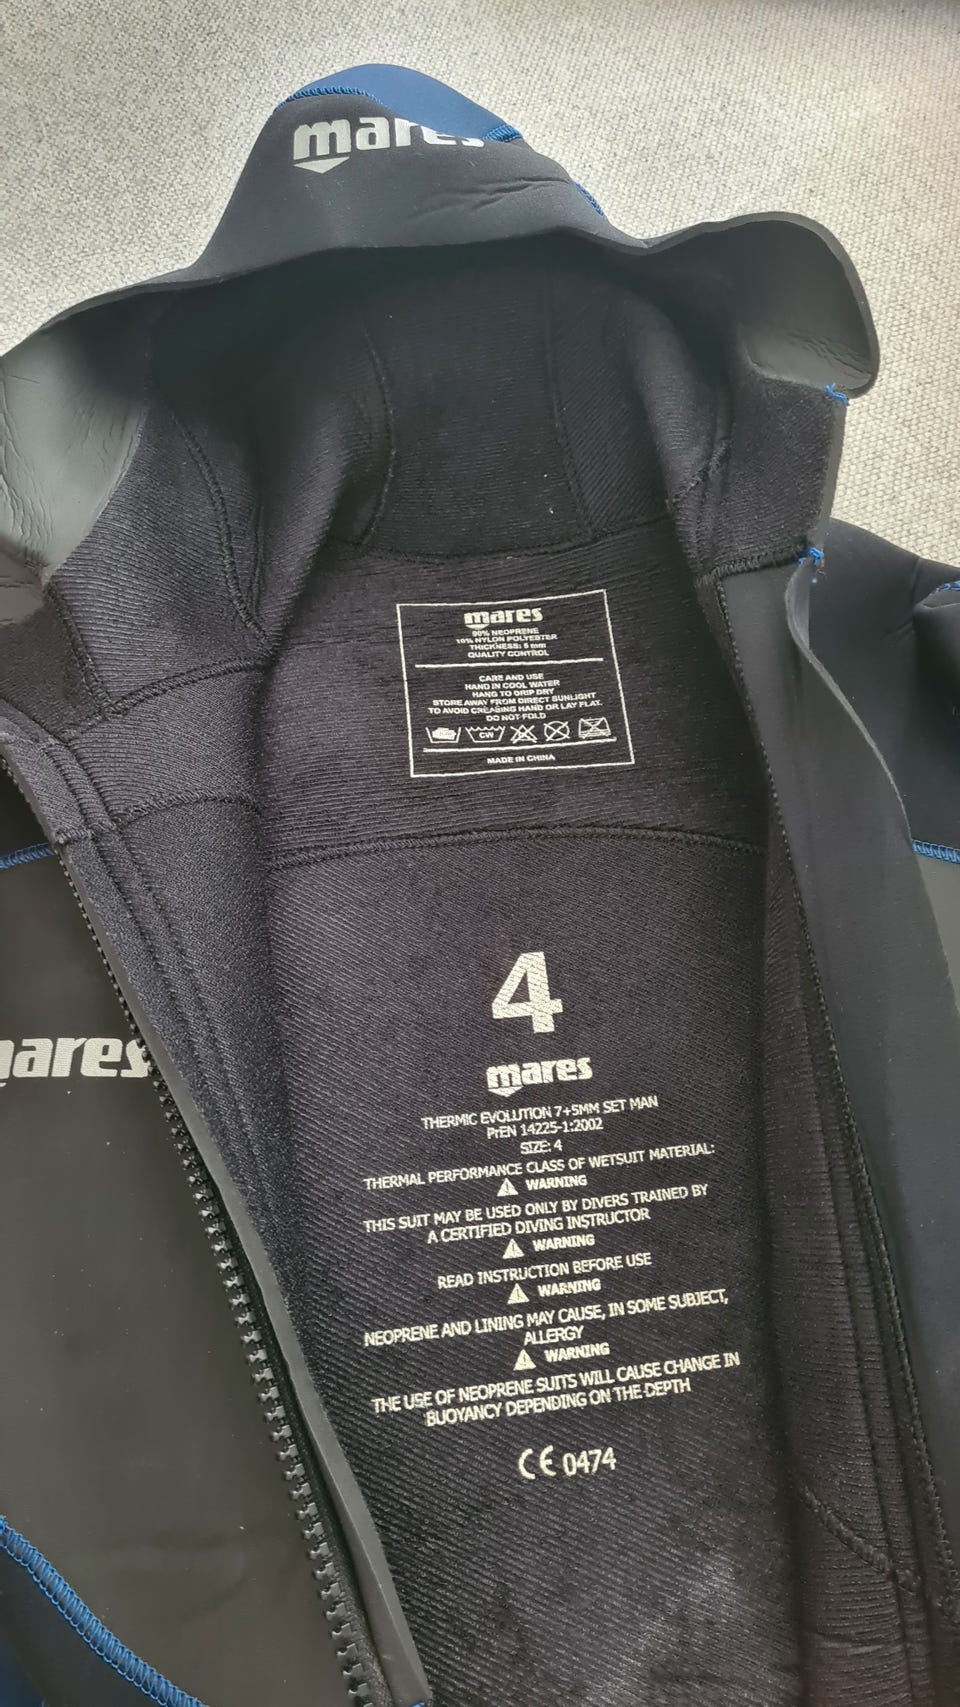 mares
mares
90% NEOPRENE
10% NYLON POLYESTER
THICKNESS: 5 mm
QUALITY CONTROL
CARE AND USE
HAND IN COOL WATER
HANG TO DRIP DRY
STORE AWAY FROM DIRECT SUNLIGHT
TO AVOID CREASING HAND OR LAY FLAT.
DO NOT FOLD
CW
MADE IN CHINA
4
mares
mares
THERMIC EVOLUTION 7+5MM SET MAN
PrEN 14225-1:2002
SIZE: 4
THERMAL PERFORMANCE CLASS OF WETSUIT MATERIAL:
WARNING
THIS SUIT MAY BE USED ONLY BY DIVERS TRAINED BY
A CERTIFIED DIVING INSTRUCTOR
WARNING
READ INSTRUCTION BEFORE USE
WARNING
NEOPRENE AND LINING MAY CAUSE, IN SOME SUBJECT,
ALLERGY
WARNING
THE USE OF NEOPRENE SUITS WILL CAUSE CHANGE IN
BUOYANCY DEPENDING ON THE DEPTH
CE 0474